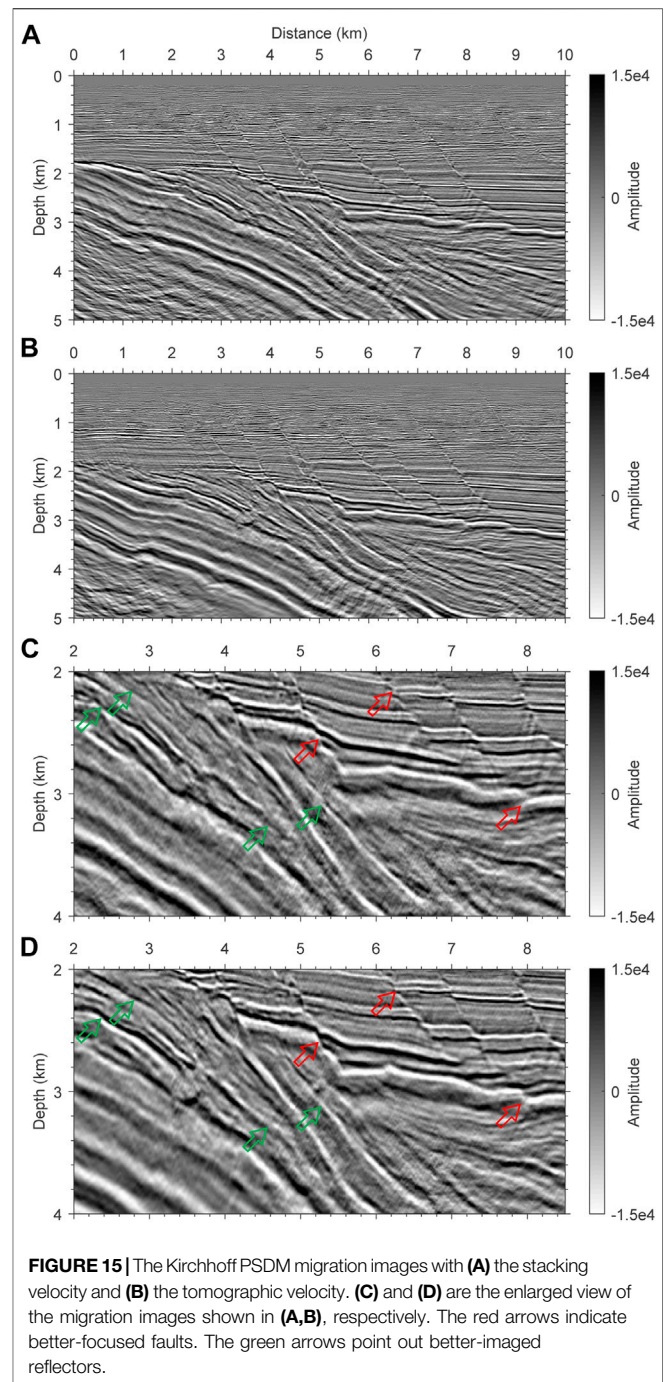 Distance (km)
A
0 1 2 3 4 5 6 7 8 9 10
0
1
2
3
4
5
Depth (km)
1.5e4
0
-1.5e4
Amplitude
B
0 1 2 3 4 5 6 7 8 9 10
0
1
2
3
4
5
Depth (km)
1.5e4
0
-1.5e4
Amplitude
C
2 3 4 5 6 7 8
2
3
4
Depth (km)
1.5e4
0
-1.5e4
Amplitude
D
2 3 4 5 6 7 8
2
3
4
Depth (km)
1.5e4
0
-1.5e4
Amplitude
FIGURE 15 | The Kirchhoff PSDM migration images with (A) the stacking
velocity and (B) the tomographic velocity. (C) and (D) are the enlarged view of
the migration images shown in (A,B), respectively. The red arrows indicate
better-focused faults. The green arrows point out better-imaged
reflectors.